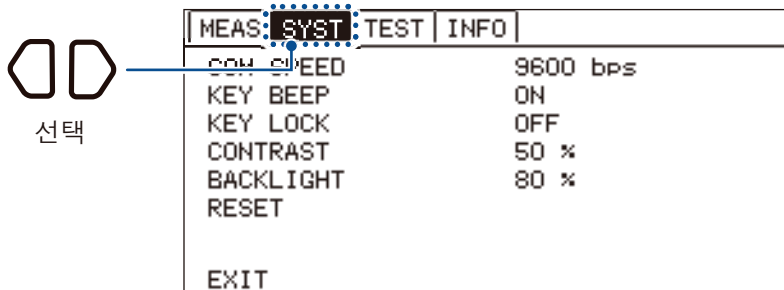 MEAS SYST TEST INFO
선택
COM SPEED 9600 bps
KEY BEEP ON
KEY LOCK OFF
CONTRAST 50 %
BACKLIGHT 80 %
RESET
EXIT